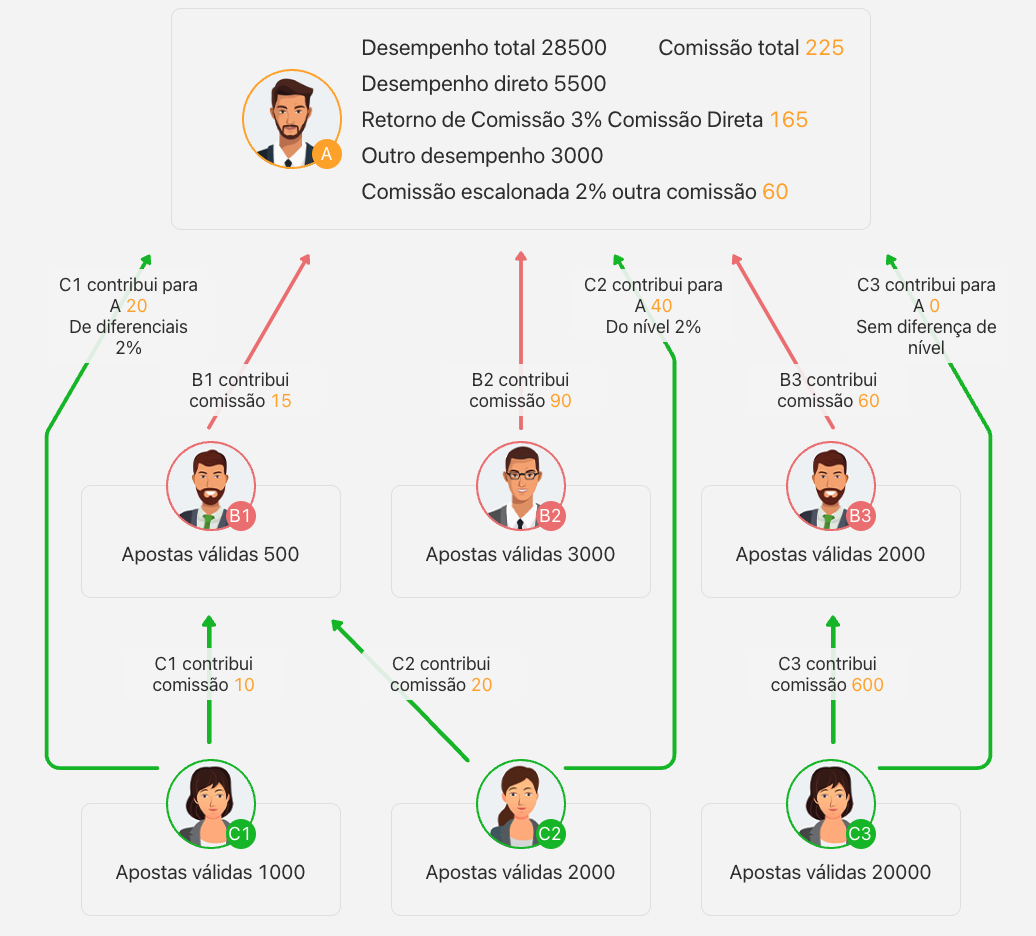 Desempenho total 28500 Comissão total 225
Desempenho direto 5500
Retorno de Comissão 3% Comissão Direta 165
A
Outro desempenho 3000
Comissão escalonada 2% outra comissão 60
C1 contribui para
A 20
De diferenciais
2%
C2 contribui para
A 40
Do nível 2%
C3 contribui para
A 0
Sem diferença de
nível
B1 contribui
comissão 15
B2 contribui
comissão 90
B3 contribui
comissão 60
B1
Apostas válidas 500
B2
Apostas válidas 3000
B3
Apostas válidas 2000
C1 contribui
comissão 10
C2 contribui
comissão 20
C3 contribui
comissão 600
C1
Apostas válidas 1000
C2
Apostas válidas 2000
C3
Apostas válidas 20000